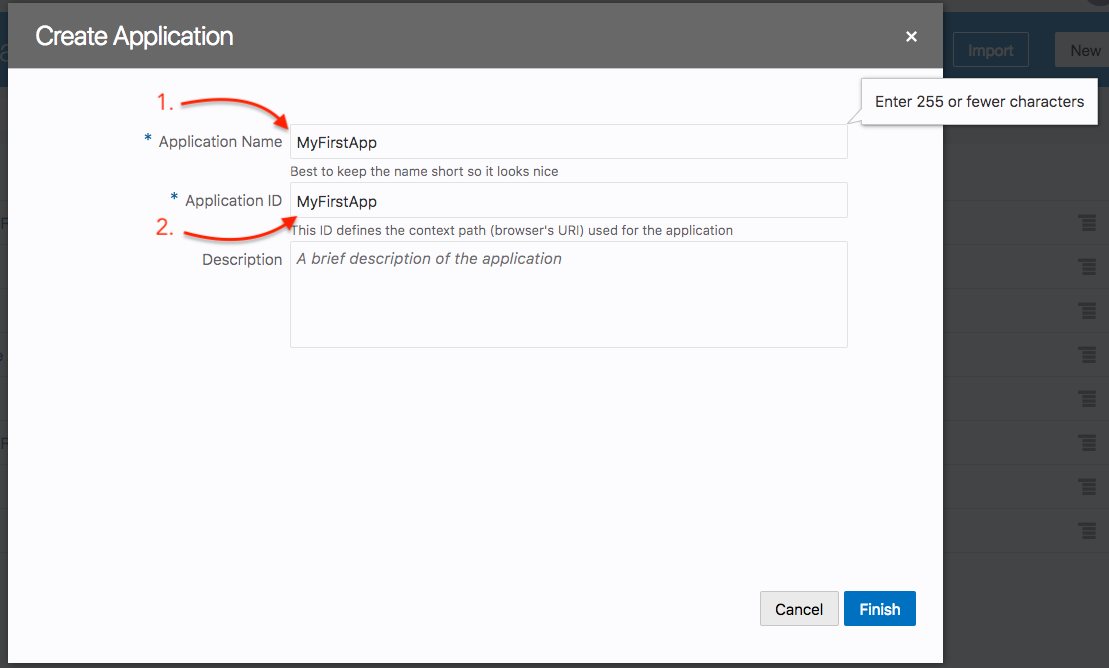 Create Application
×
Import
New
Enter 255 or fewer characters
1.
* Application Name
MyFirstApp
Best to keep the name short so it looks nice
* Application ID
MyFirstApp
2.
This ID defines the context path (browser's URI) used for the application
Description
A brief description of the application
Cancel
Finish